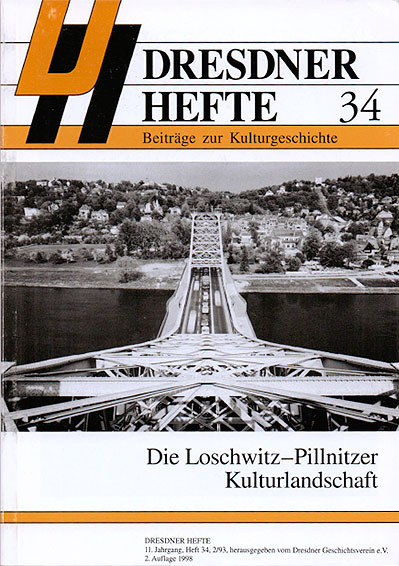 DRESDNER
HEFTE 34
Beiträge zur Kulturgeschichte
Die Loschwitz–Pillnitzer
Kulturlandschaft
DRESDNER HEFTE
11. Jahrgang, Heft 34, 2/93, herausgegeben vom Dresdner Geschichtsverein e.V.
2. Auflage 1998